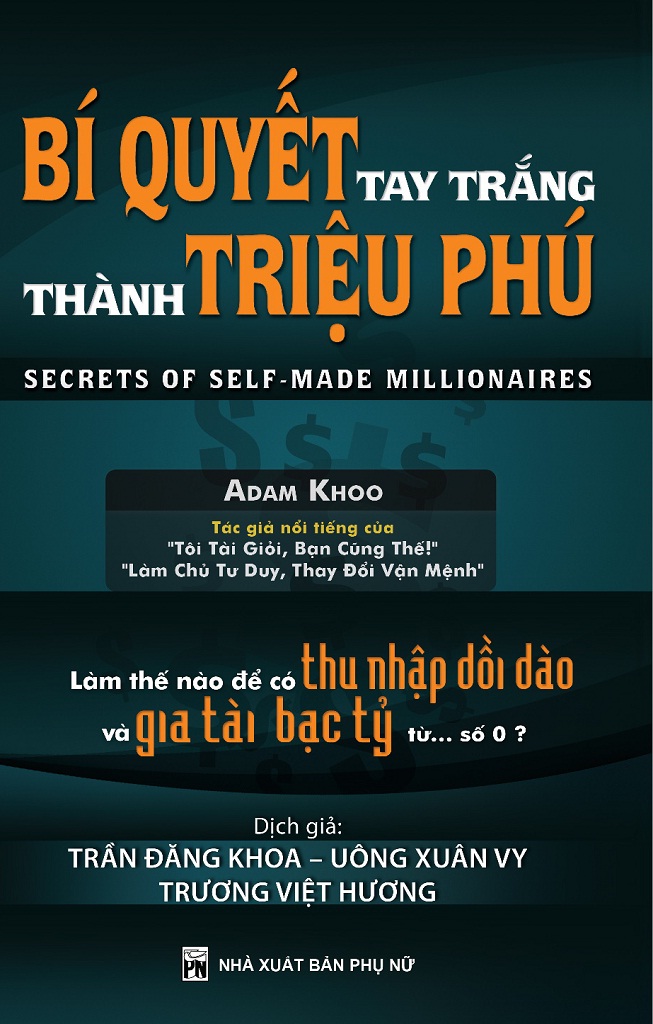 BÍ QUYẾT TAY TRẮNG
THÀNH TRIỆU PHÚ
SECRETS OF SELF-MADE MILLIONAIRES
ADAM KHOO
Tác giả nổi tiếng của
"Tôi Tài Giỏi, Bạn Cũng Thế!"
"Làm Chủ Tư Duy, Thay Đổi Vận Mệnh"
Làm thế nào để có thu nhập dồi dào
và gia tài bạc tỷ từ... số 0 ?
Dịch giả:
TRẦN ĐĂNG KHOA – UÔNG XUÂN VY
TRƯƠNG VIỆT HƯƠNG
PN NHÀ XUẤT BẢN PHỤ NỮ